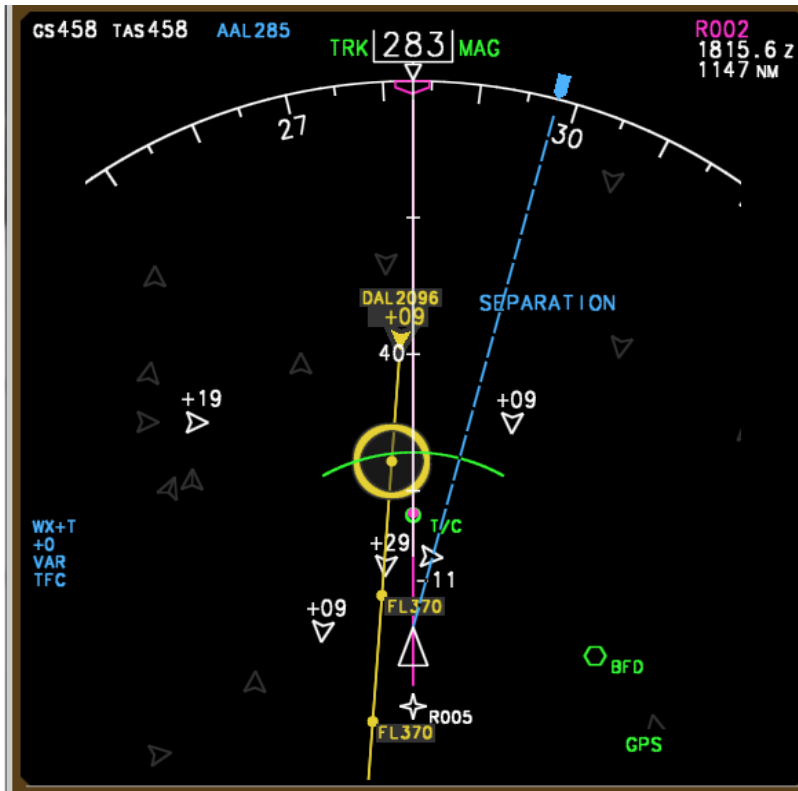 GS458 TAS458 AAL285
TRK 283 MAG
R002
1815.6 z
1147 NM
27
30
DAL2096
+09
SEPARATION
40
+19
+09
T/C
WX+T
+0
VAR
TFC
+29
-11
+09
FL370
BFD
R005
FL370
GPS